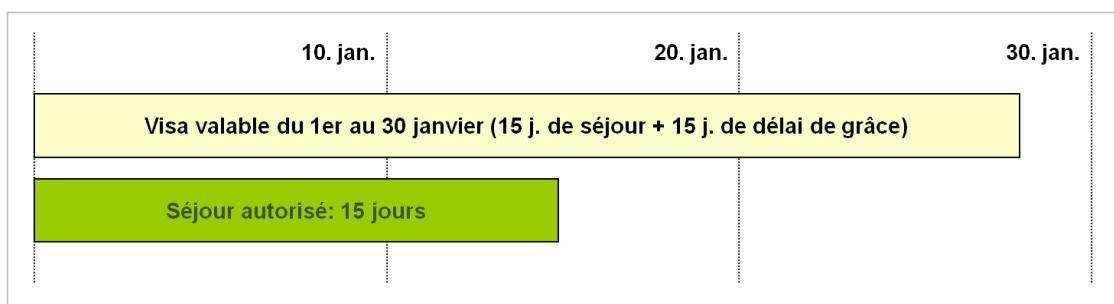 10. jan. 20. jan. 30. jan.
Visa valable du 1er au 30 janvier (15 j. de séjour + 15 j. de délai de grâce)
Séjour autorisé: 15 jours